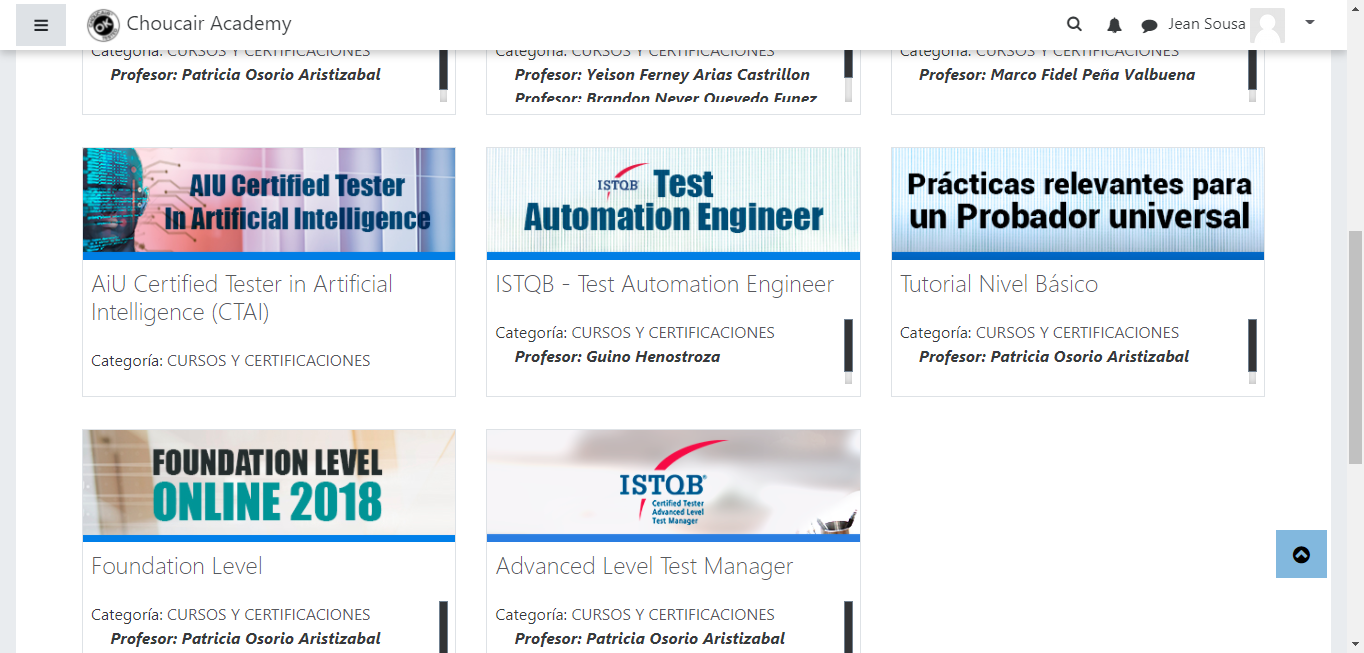 Choucair Academy
Jean Sousa
Categoría: CURSOS Y CERTIFICACIONES
Profesor: Patricia Osorio Aristizabal
Categoría: CURSOS Y CERTIFICACIONES
Profesor: Yeison Ferney Arias Castrillon
Profesor: Brandon Never Quevedo Funez
Categoría: CURSOS Y CERTIFICACIONES
Profesor: Marco Fidel Peña Valbuena
AIU Certified Tester
In Artificial Intelligence
AiU Certified Tester in Artificial
Intelligence (CTAI)
Categoría: CURSOS Y CERTIFICACIONES
ISTQB Test
Automation Engineer
ISTQB - Test Automation Engineer
Categoría: CURSOS Y CERTIFICACIONES
Profesor: Guino Henostroza
Prácticas relevantes para
un Probador universal
Tutorial Nivel Básico
Categoría: CURSOS Y CERTIFICACIONES
Profesor: Patricia Osorio Aristizabal
FOUNDATION LEVEL
ONLINE 2018
Foundation Level
Categoría: CURSOS Y CERTIFICACIONES
Profesor: Patricia Osorio Aristizabal
ISTQB®
Certified Tester
Advanced Level
Test Manager
Advanced Level Test Manager
Categoría: CURSOS Y CERTIFICACIONES
Profesor: Patricia Osorio Aristizabal